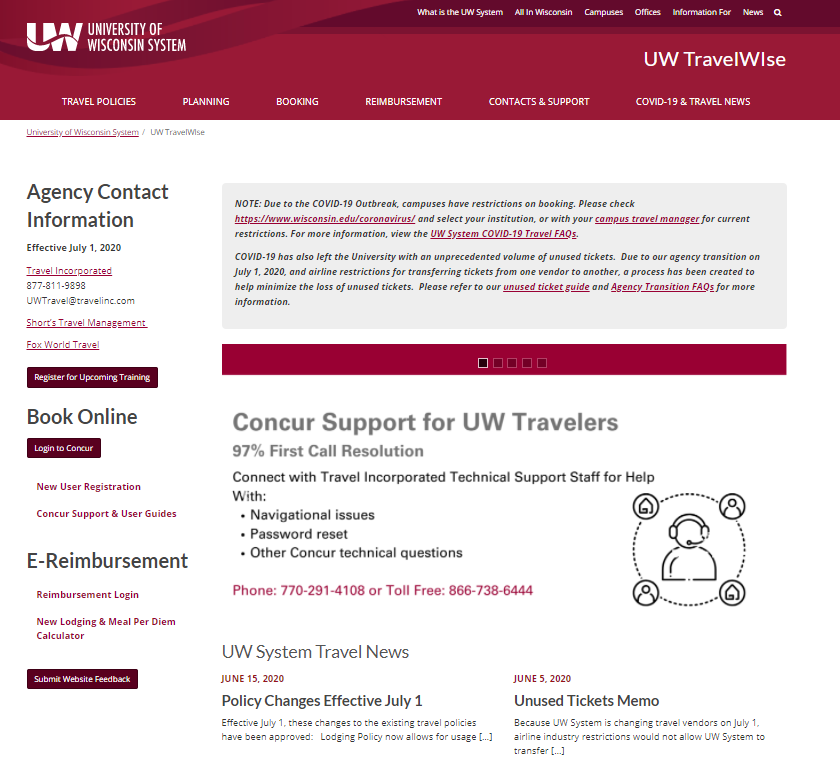 What is the UW System All In Wisconsin Campuses Offices Information For News
UNIVERSITY OF
WISCONSIN SYSTEM
UW TravelWIse
TRAVEL POLICIES PLANNING BOOKING REIMBURSEMENT CONTACTS & SUPPORT COVID-19 & TRAVEL NEWS
University of Wisconsin System / UW TravelWIse
Agency Contact
Information
Effective July 1, 2020
Travel Incorporated
877-811-9898
UWTravel@travelinc.com
Short's Travel Management
Fox World Travel
Register for Upcoming Training
Book Online
Login to Concur
New User Registration
Concur Support & User Guides
E-Reimbursement
Reimbursement Login
New Lodging & Meal Per Diem
Calculator
Submit Website Feedback
NOTE: Due to the COVID-19 Outbreak, campuses have restrictions on booking. Please check
https://www.wisconsin.edu/coronavirus/ and select your institution, or with your campus travel manager for current
restrictions. For more information, view the UW System COVID-19 Travel FAQs.
COVID-19 has also left the University with an unprecedented volume of unused tickets. Due to our agency transition on
July 1, 2020, and airline restrictions for transferring tickets from one vendor to another, a process has been created to
help minimize the loss of unused tickets. Please refer to our unused ticket guide and Agency Transition FAQs for more
information.
Concur Support for UW Travelers
97% First Call Resolution
Connect with Travel Incorporated Technical Support Staff for Help
With:
• Navigational issues
• Password reset
• Other Concur technical questions
Phone: 770-291-4108 or Toll Free: 866-738-6444
UW System Travel News
JUNE 15, 2020
Policy Changes Effective July 1
Effective July 1, these changes to the existing travel policies
have been approved: Lodging Policy now allows for usage [...]
JUNE 5, 2020
Unused Tickets Memo
Because UW System is changing travel vendors on July 1,
airline industry restrictions would not allow UW System to
transfer [...]